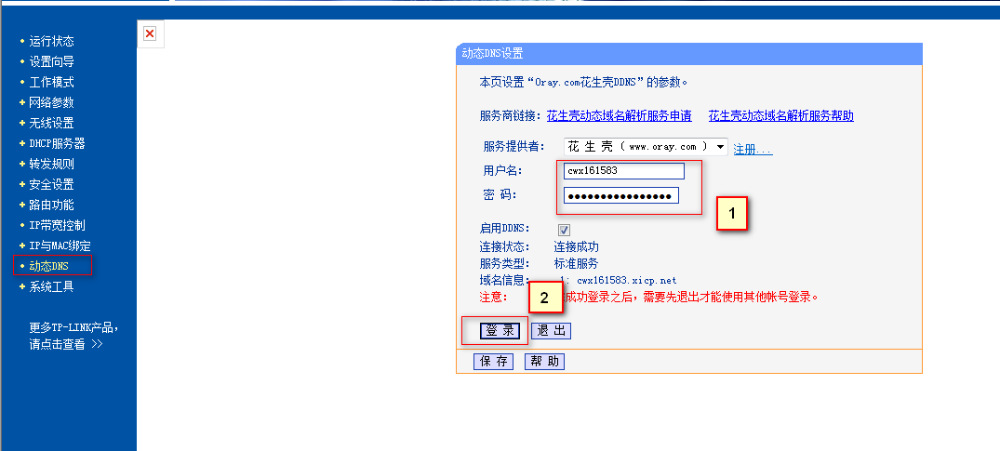 运行状态
设置向导
工作模式
网络参数
无线设置
DHCP服务器
转发规则
安全设置
路由功能
IP带宽控制
IP与MAC绑定
动态DNS
系统工具
更多TP-LINK产品,
请点击查看 >>
动态DNS设置
本页设置“Oray.com花生壳DDNS”的参数。
服务商链接: 花生壳动态域名解析服务申请 花生壳动态域名解析服务帮助
服务提供者: 花 生 壳 ( www.oray.com ) 注册...
用户名: cwx161583
密 码: ●●●●●●●●●●●●●●●●
1
启用DDNS:
连接状态: 连接成功
服务类型: 标准服务
域名信息: 1: cwx161583.xicp.net
注意: 成功登录之后，需要先退出才能使用其他帐号登录。
2
登 录 退 出
保 存 帮 助